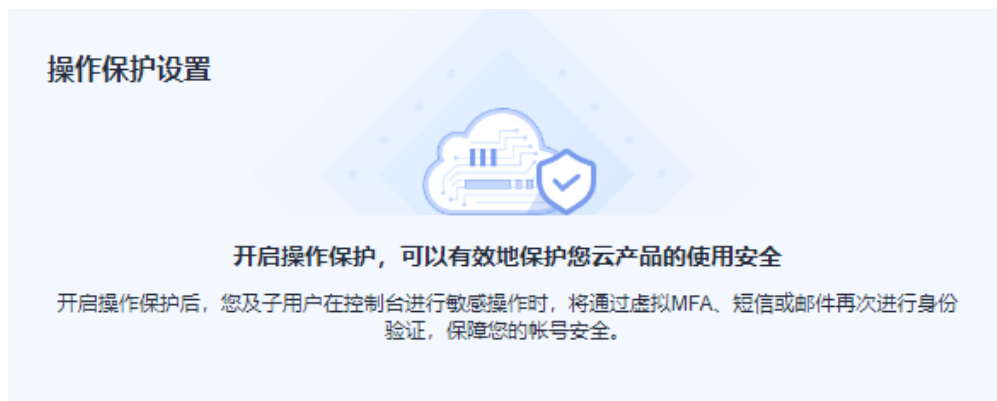 操作保护设置
开启操作保护，可以有效地保护您云产品的使用安全
开启操作保护后，您及子用户在控制台进行敏感操作时，将通过虚拟MFA、短信或邮件再次进行身份
验证，保障您的帐号安全。